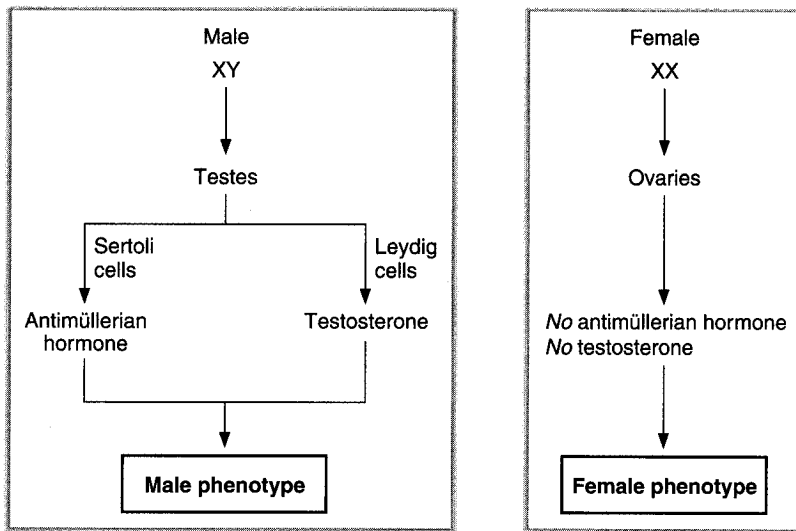 Male
XY
Testes
Sertoli
cells
Leydig
cells
Antimüllerian
hormone
Testosterone
Male phenotype
Female
XX
Ovaries
No antimüllerian hormone
No testosterone
Female phenotype